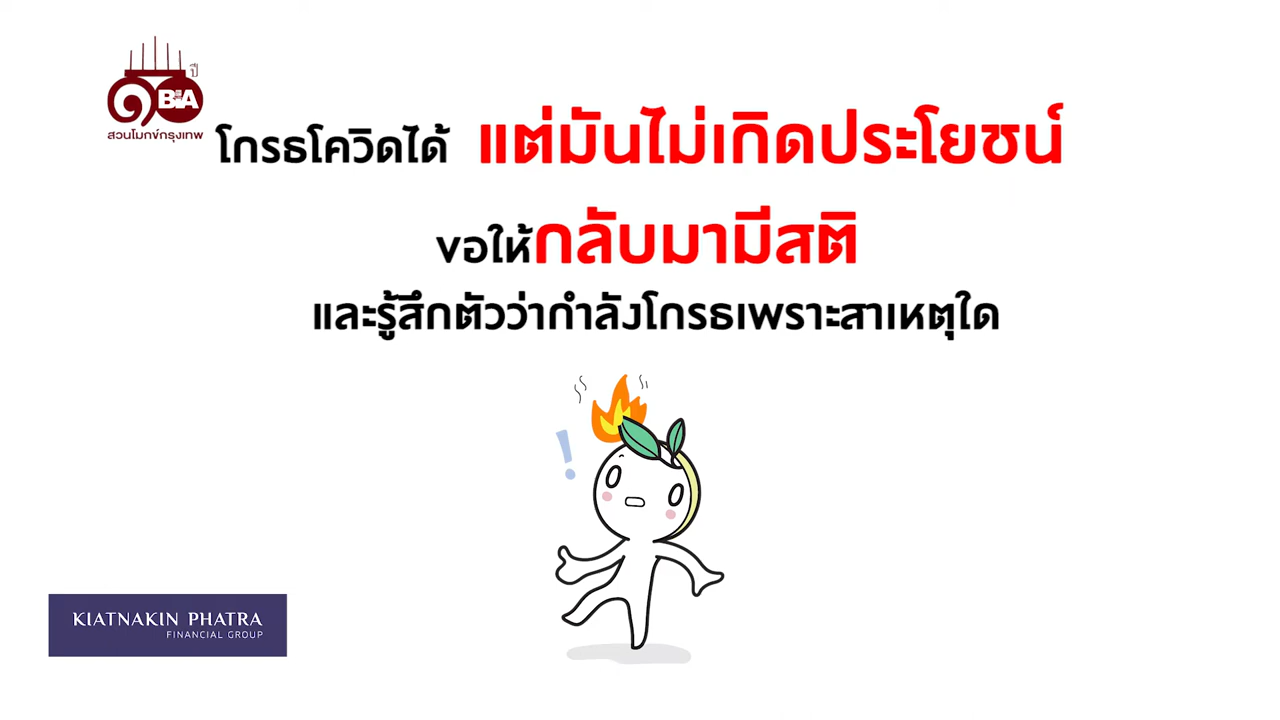 ๑๐ ปี
BIA
สวนโมกข์กรุงเทพ
โกรธโควิดได้ แต่มันไม่เกิดประโยชน์
ขอให้กลับมามีสติ
และรู้สึกตัวว่ากำลังโกรธเพราะสาเหตุใด
!
KIATNAKIN PHATRA
FINANCIAL GROUP